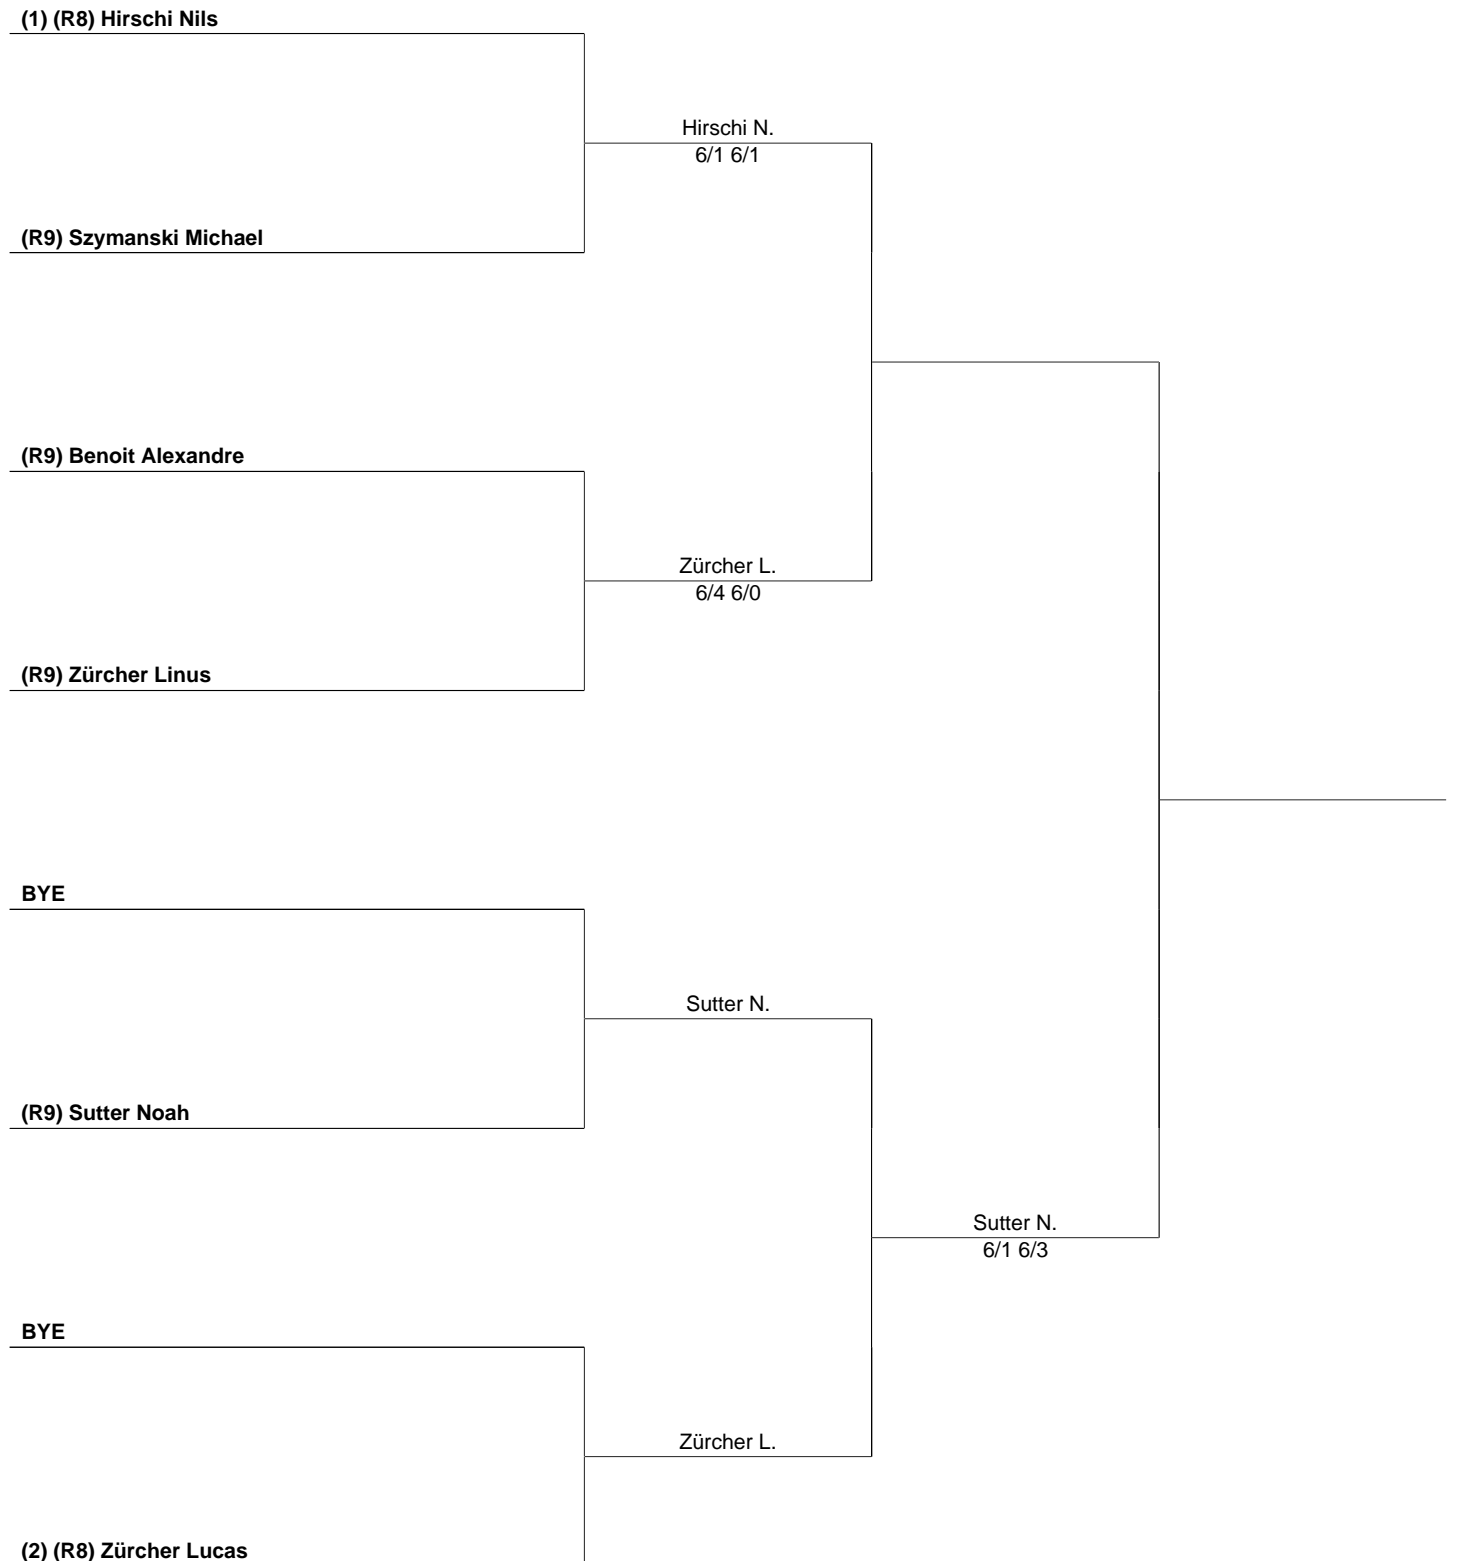 (1) (R8) Hirschi Nils
Hirschi N.
6/1 6/1
(R9) Szymanski Michael
(R9) Benoit Alexandre
Zürcher L.
6/4 6/0
(R9) Zürcher Linus
BYE
Sutter N.
(R9) Sutter Noah
Sutter N.
6/1 6/3
BYE
Zürcher L.
(2) (R8) Zürcher Lucas